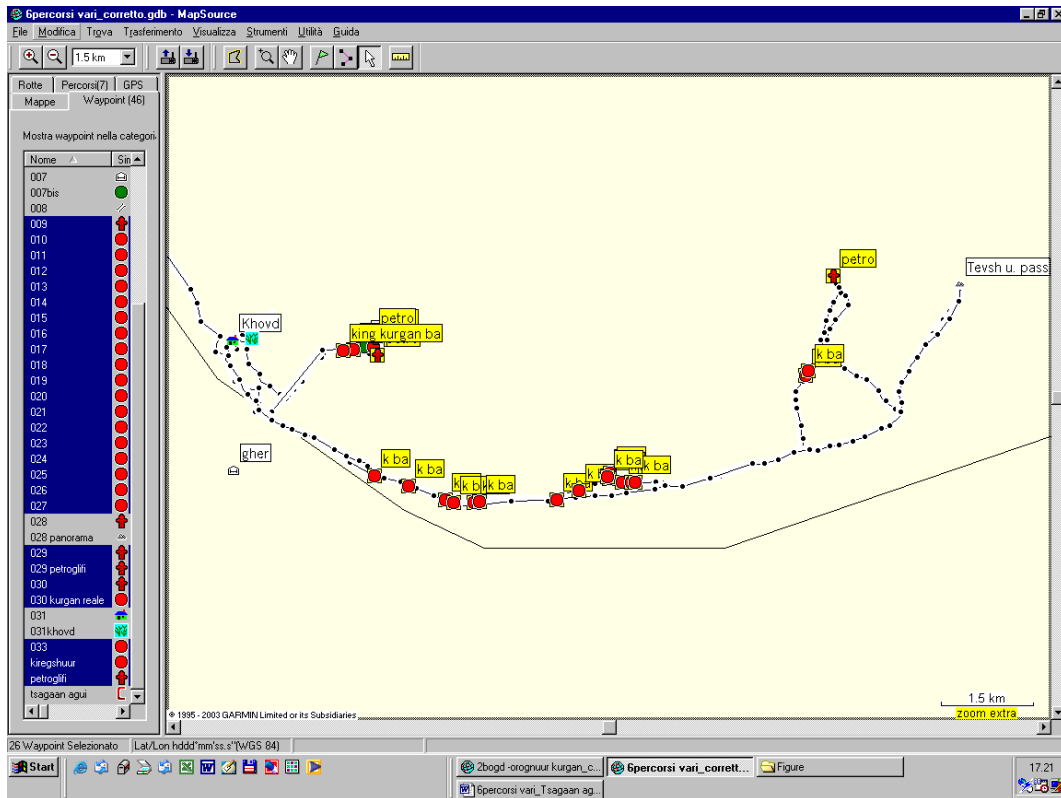 6percorsi vari_corretto.gdb - MapSource
File Modifica Trova Trasferimento Visualizza Strumenti Utilità Guida
1.5 km
Rotte Percorsi(7) GPS
Mappe Waypoint (46)
Mostra waypoint nella categori
Nome Sim
007
007bis
008
009
010
011
012
013
014
015
016
017
018
019
020
021
022
023
024
025
026
027
028
028 panorama
029
029 petroglifi
030
030 kurgan reale
031
031khovd
033
kiregshuur
petroglifi
tsagaan agui
petro
Tevsh u. pass
Khovd
petrol
king kurgan ba
k ba
gher
k ba
k ba
k b
k ba
k ba
k ba
k ba
k ba
1.5 km
zoom extra
© 1995 - 2003 GARMIN Limited or its Subsidiaries
26 Waypoint Selezionato Lat/Lon hddd°mm'ss.s"(WGS 84)
Start
2bogd -orognuur kurgan_c...
6percorsi vari_corrett...
Figure
17.21
6percorsi vari_Tsagaan ag...